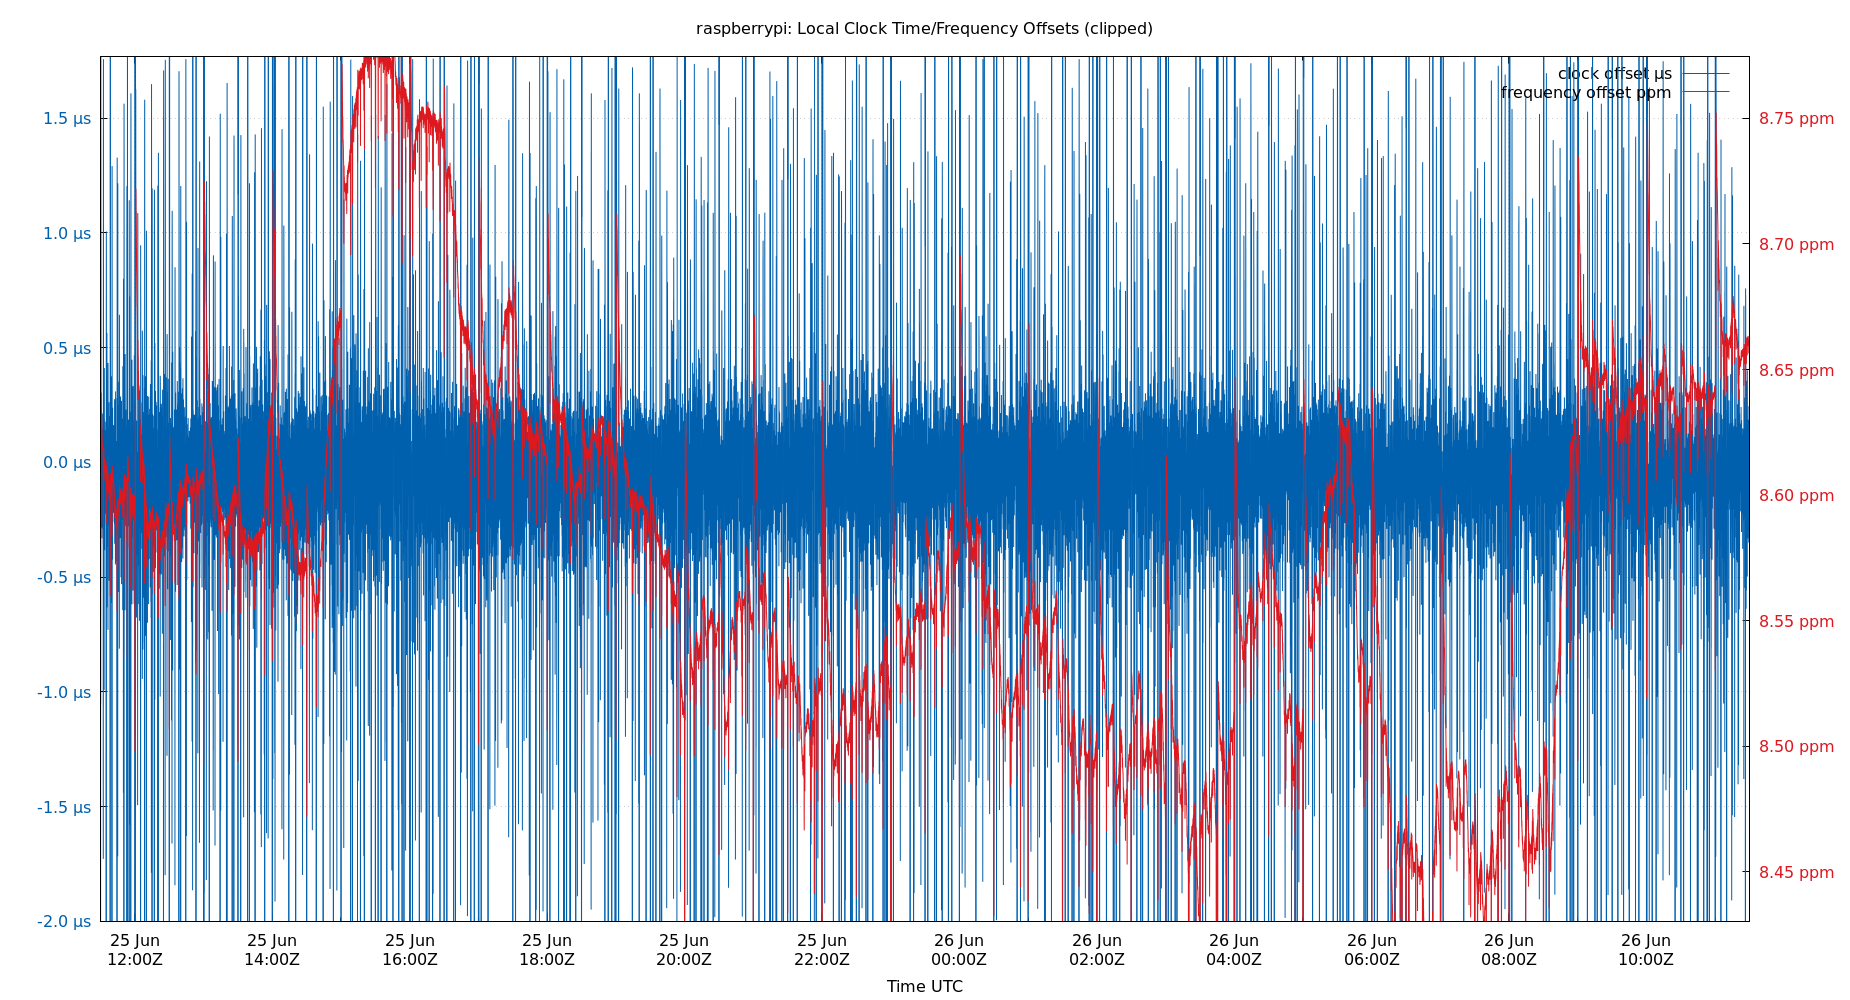 raspberrypi: Local Clock Time/Frequency Offsets (clipped)
clock offset µs
frequency offset ppm
1.5 µs
1.0 µs
0.5 µs
0.0 µs
-0.5 µs
-1.0 µs
-1.5 µs
-2.0 µs
8.75 ppm
8.70 ppm
8.65 ppm
8.60 ppm
8.55 ppm
8.50 ppm
8.45 ppm
25 Jun 25 Jun 25 Jun 25 Jun 25 Jun 25 Jun 26 Jun 26 Jun 26 Jun 26 Jun 26 Jun 26 Jun
12:00Z 14:00Z 16:00Z 18:00Z 20:00Z 22:00Z 00:00Z 02:00Z 04:00Z 06:00Z 08:00Z 10:00Z
Time UTC